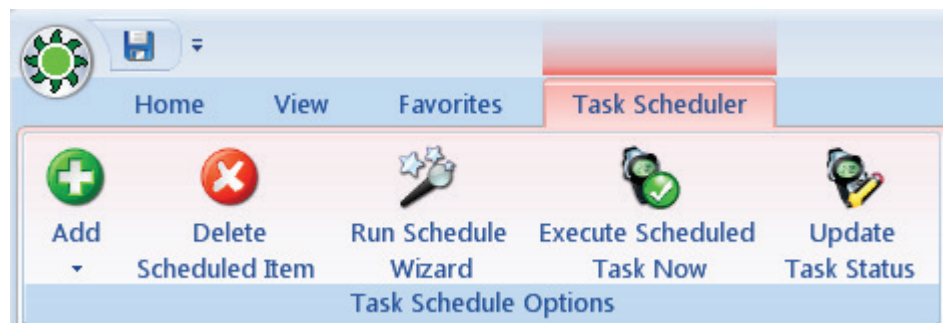 Home View Favorites Task Scheduler
Add Delete Run Schedule Execute Scheduled Update
Scheduled Item Wizard Task Now Task Status
Task Schedule Options